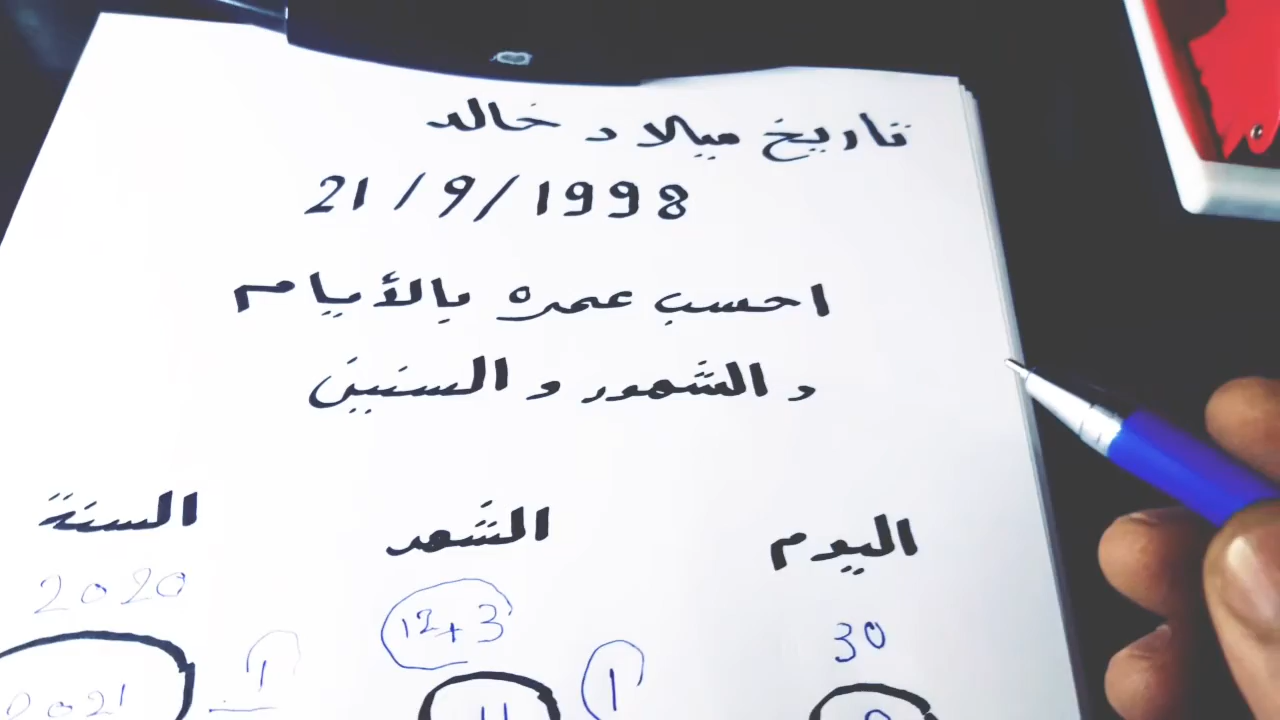 تاريخ ميلاد خالد
21/9/1998
احسب عمره بالأيام
و الشهور و السنين
اليوم الشهر السنة
30 12+3 2020
1 1 2021